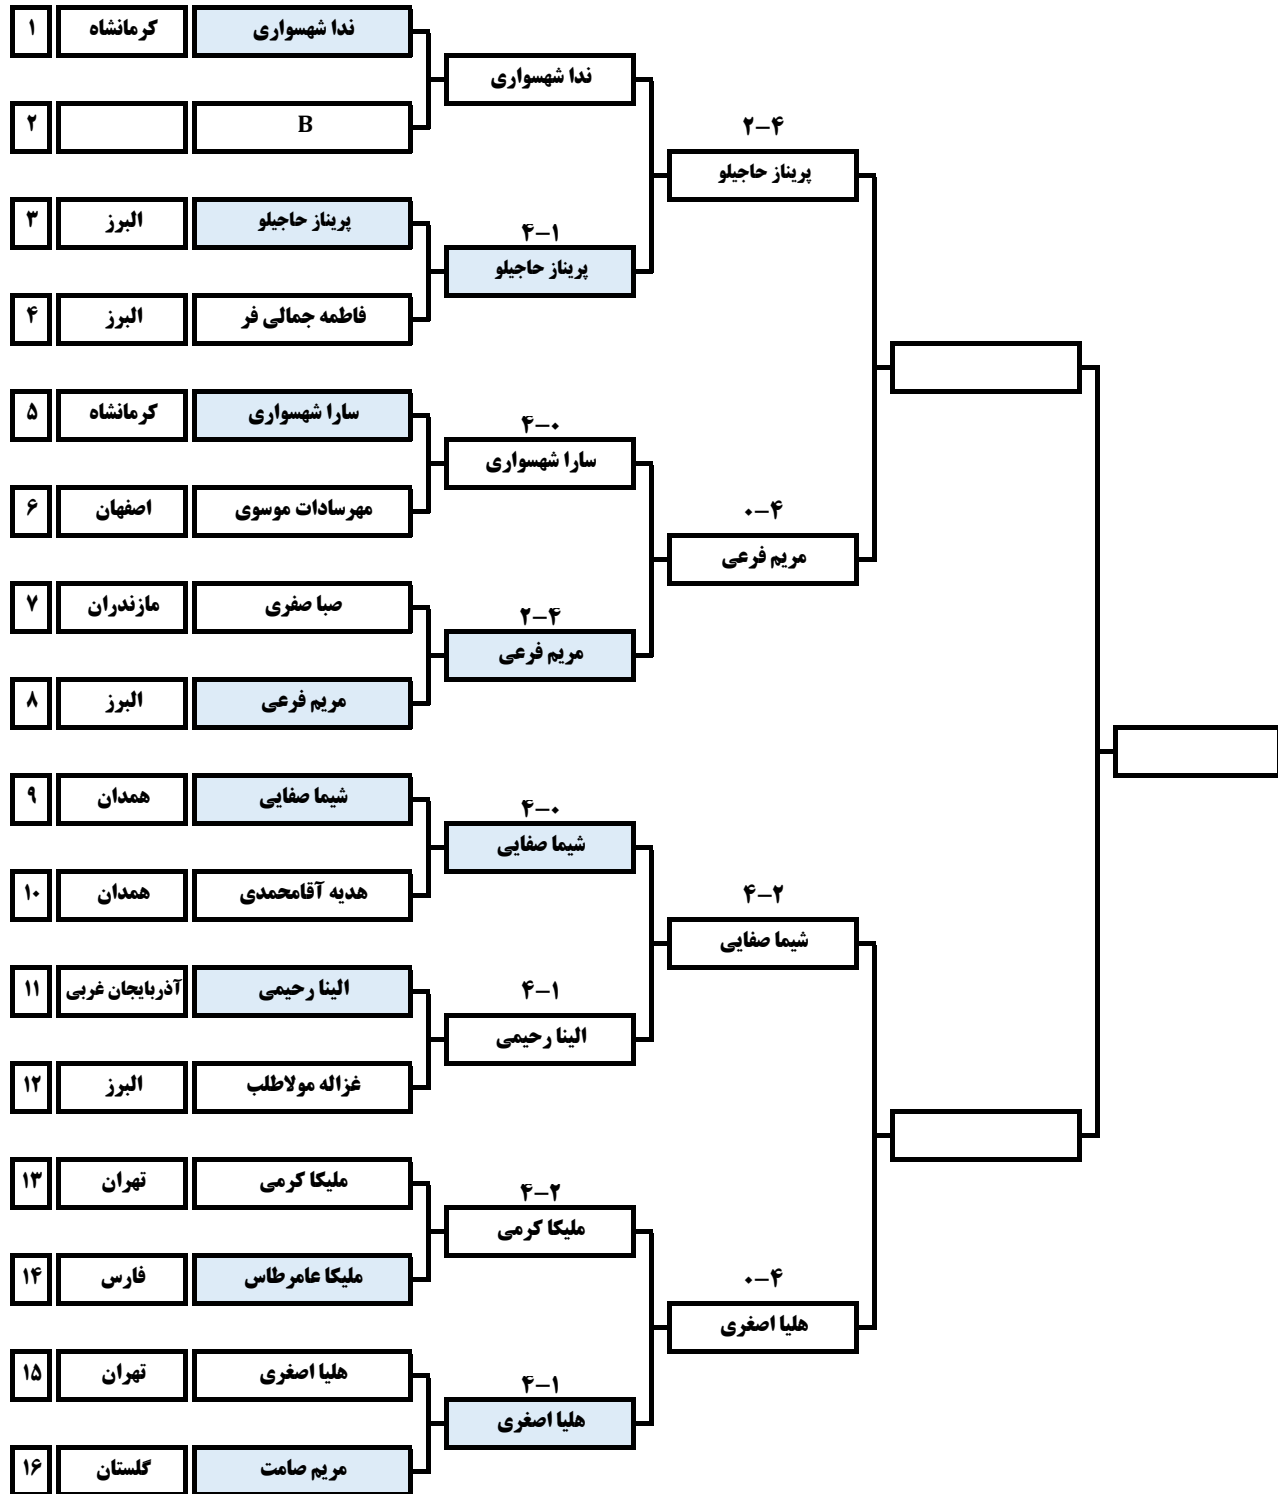 ۱ کرمانشاه ندا شهسواری
ندا شهسواری
۲ B
۲-۴
پریناز حاجیلو
۳ البرز پریناز حاجیلو
۴-۱
پریناز حاجیلو
۴ البرز فاطمه جمالی فر
۵ کرمانشاه سارا شهسواری
۴-۰
سارا شهسواری
۶ اصفهان مهرسادات موسوی
۰-۴
مریم فرعی
۷ مازندران صبا صفری
۲-۴
مریم فرعی
۸ البرز مریم فرعی
۹ همدان شیما صفایی
۴-۰
شیما صفایی
۱۰ همدان هدیه آقامحمدی
۴-۲
شیما صفایی
۱۱ آذربایجان غربی الینا رحیمی
۴-۱
الینا رحیمی
۱۲ البرز غزاله مولاطلب
۱۳ تهران ملیکا کرمی
۴-۲
ملیکا کرمی
۱۴ فارس ملیکا عامرطاس
۰-۴
هلیا اصغری
۱۵ تهران هلیا اصغری
۴-۱
هلیا اصغری
۱۶ گلستان مریم صامت